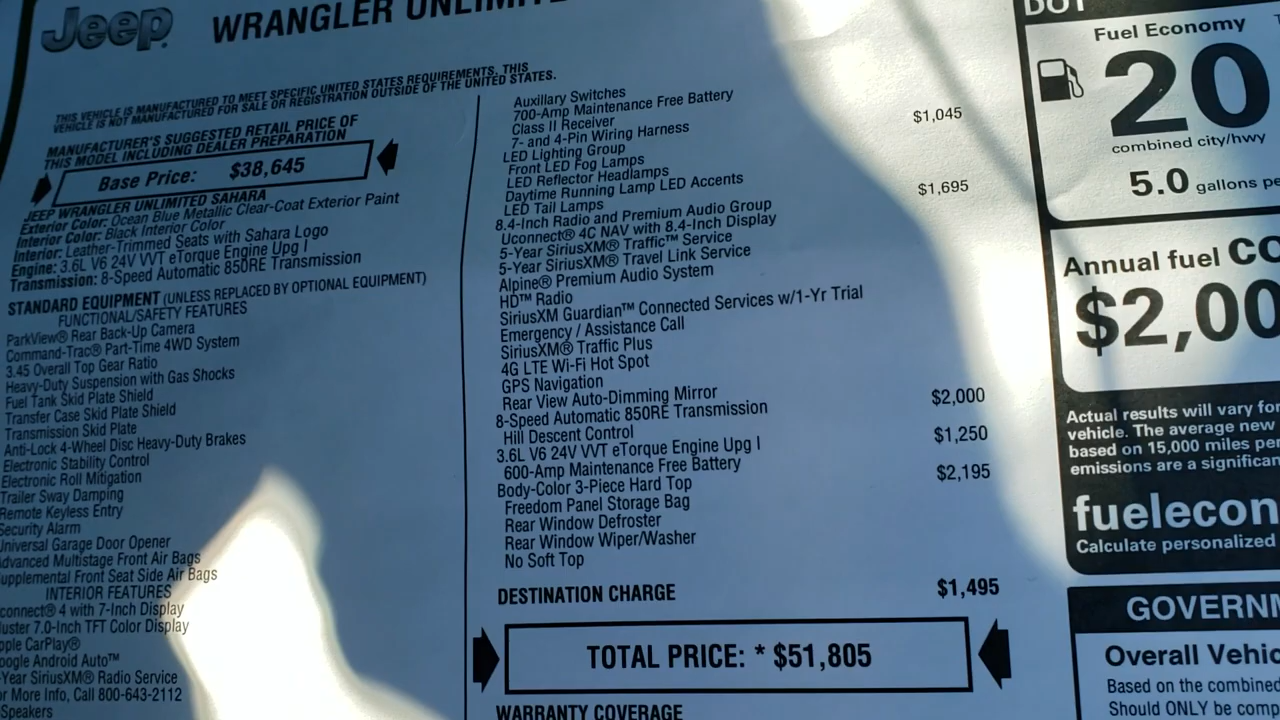 Jeep
WRANGLER
THIS VEHICLE IS MANUFACTURED TO MEET SPECIFIC UNITED STATES REQUIREMENTS. THIS
VEHICLE IS NOT MANUFACTURED FOR SALE OR REGISTRATION OUTSIDE OF THE UNITED STATES.
MANUFACTURER'S SUGGESTED RETAIL PRICE OF
THIS MODEL INCLUDING DEALER PREPARATION
Base Price: $38,645
JEEP WRANGLER UNLIMITED SAHARA
Exterior Color: Ocean Blue Metallic Clear-Coat Exterior Paint
Interior Color: Black Interior Color
Interior: Leather-Trimmed Seats with Sahara Logo
Engine: 3.6L V6 24V VVT eTorque Engine Upg I
Transmission: 8-Speed Automatic 850RE Transmission
STANDARD EQUIPMENT (UNLESS REPLACED BY OPTIONAL EQUIPMENT)
FUNCTIONAL/SAFETY FEATURES
ParkView® Rear Back-Up Camera
Command-Trac® Part-Time 4WD System
3.45 Overall Top Gear Ratio
Heavy-Duty Suspension with Gas Shocks
Fuel Tank Skid Plate Shield
Transfer Case Skid Plate Shield
Transmission Skid Plate
Anti-Lock 4-Wheel Disc Heavy-Duty Brakes
Electronic Stability Control
Electronic Roll Mitigation
Trailer Sway Damping
Remote Keyless Entry
Security Alarm
Universal Garage Door Opener
Advanced Multistage Front Air Bags
Supplemental Front Seat Side Air Bags
INTERIOR FEATURES
connect® 4 with 7-Inch Display
luster 7.0-Inch TFT Color Display
pple CarPlay®
oogle Android Auto™
-Year SiriusXM® Radio Service
or More Info, Call 800-643-2112
Speakers
Auxiliary Switches
700-Amp Maintenance Free Battery
Class II Receiver
7- and 4-Pin Wiring Harness
LED Lighting Group $1,045
Front LED Fog Lamps
LED Reflector Headlamps
Daytime Running Lamp LED Accents
LED Tail Lamps
8.4-Inch Radio and Premium Audio Group $1,695
Uconnect® 4C NAV with 8.4-Inch Display
5-Year SiriusXM® Traffic™ Service
5-Year SiriusXM® Travel Link Service
Alpine® Premium Audio System
HD™ Radio
SiriusXM Guardian™ Connected Services w/1-Yr Trial
Emergency / Assistance Call
SiriusXM® Traffic Plus
4G LTE Wi-Fi Hot Spot
GPS Navigation
Rear View Auto-Dimming Mirror
8-Speed Automatic 850RE Transmission $2,000
Hill Descent Control
3.6L V6 24V VVT eTorque Engine Upg I $1,250
600-Amp Maintenance Free Battery
Body-Color 3-Piece Hard Top $2,195
Freedom Panel Storage Bag
Rear Window Defroster
Rear Window Wiper/Washer
No Soft Top
DESTINATION CHARGE $1,495
TOTAL PRICE: * $51,805
WARRANTY COVERAGE
DOT
Fuel Economy
20
combined city/hwy
5.0 gallons pe
Annual fuel CO
$2,00
Actual results will vary for
vehicle. The average new
based on 15,000 miles per
emissions are a significan
fuelecon
Calculate personalized
GOVERNM
Overall Vehic
Based on the combined
Should ONLY be comp